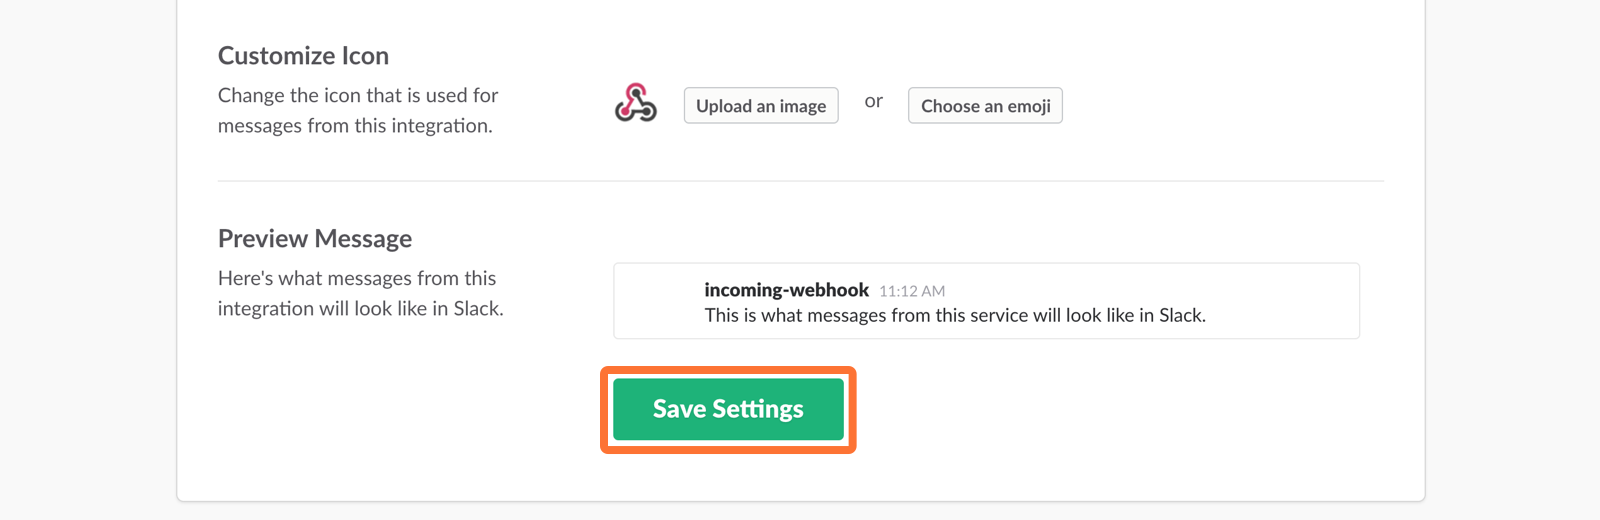 Customize Icon
Change the icon that is used for
messages from this integration.
Upload an image or Choose an emoji
Preview Message
Here's what messages from this
integration will look like in Slack.
incoming-webhook 11:12 AM
This is what messages from this service will look like in Slack.
Save Settings